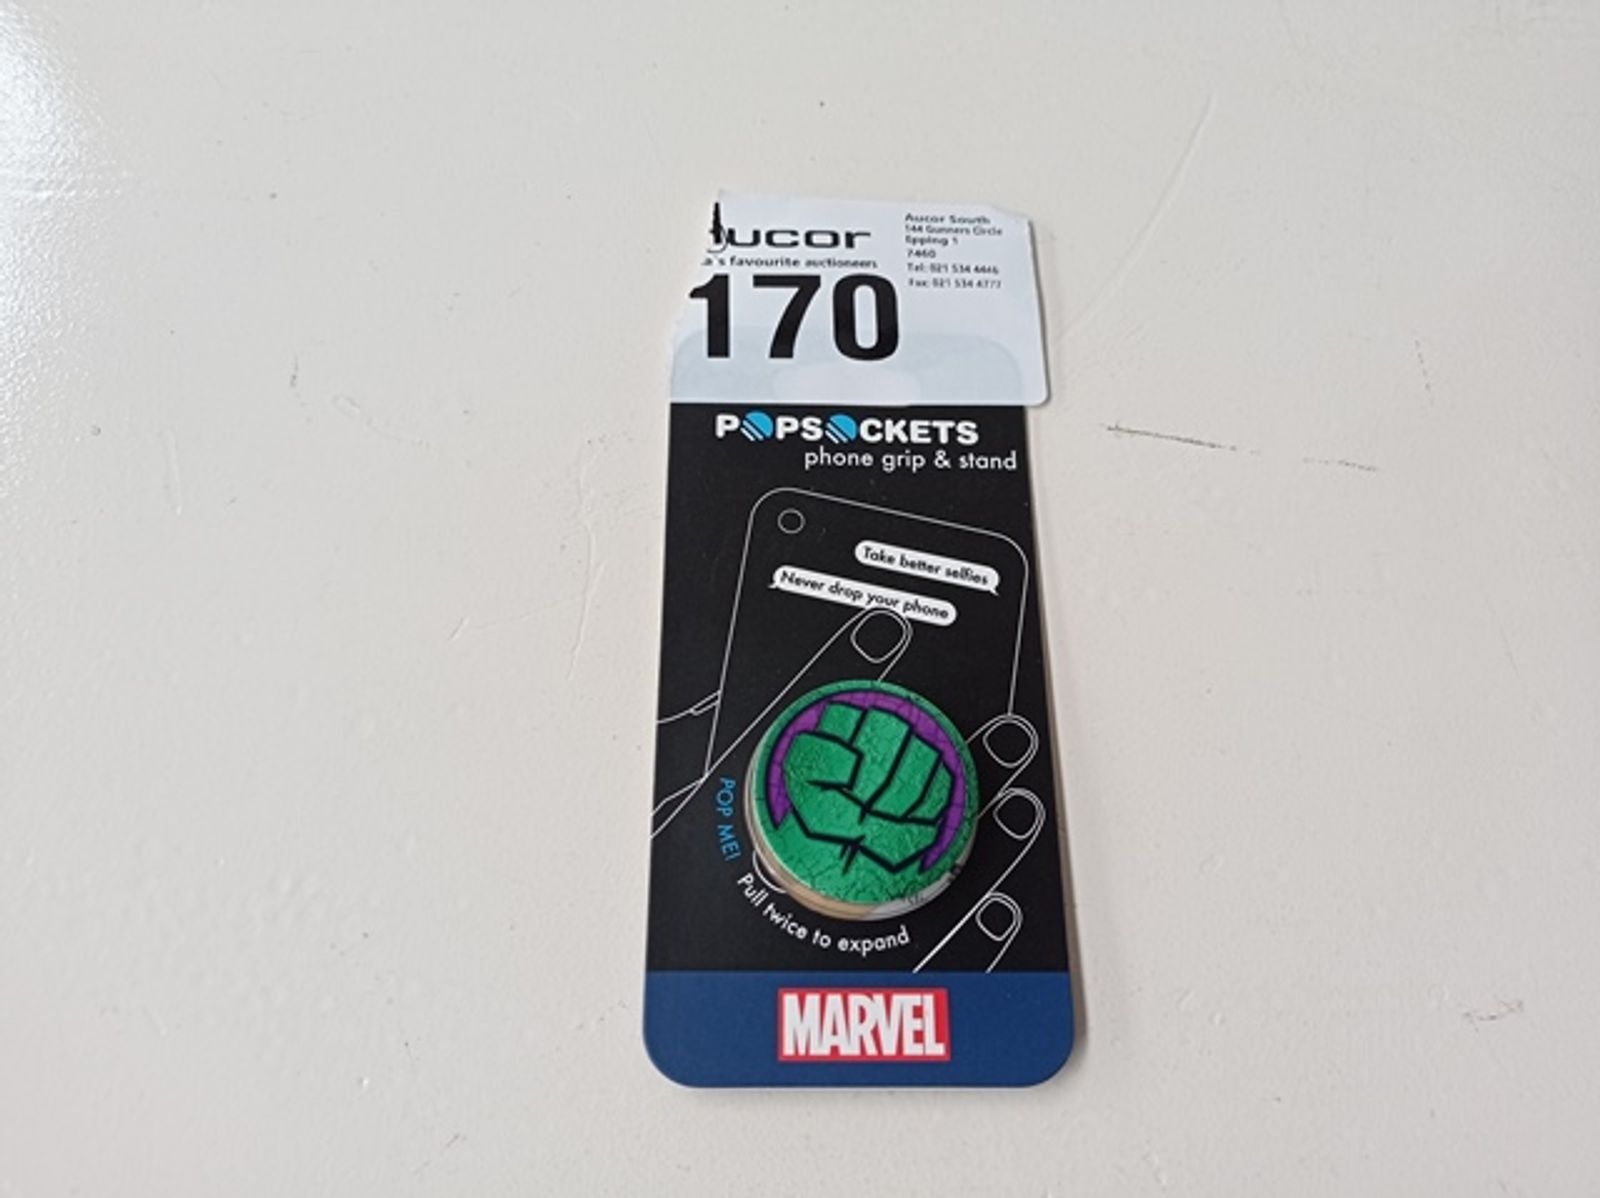 ucor
a's favourite auctioneers
170
Aucor South
144 Gunners Circle
Epping 1
7460
Tel: 021 534 4446
Fax: 021 534 4777
POPSOCKETS
phone grip & stand
Take better selfies
Never drop your phone
POP ME!
Pull twice to expand
MARVEL